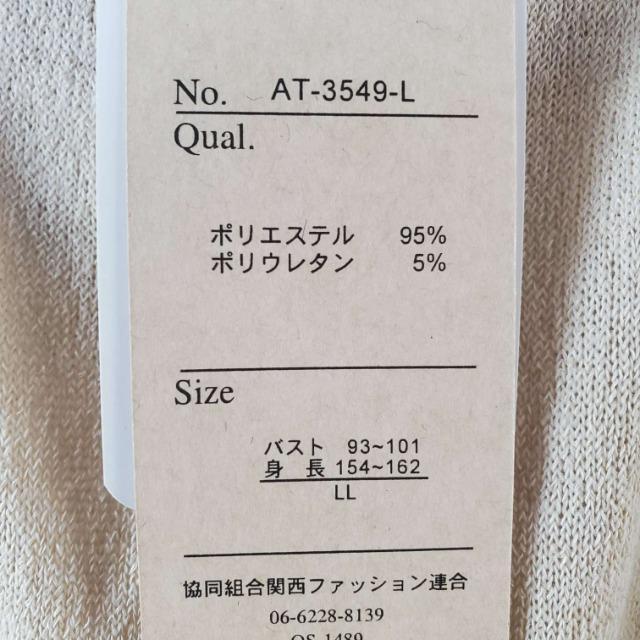 No. AT-3549-L
Qual.
ポリエステル 95%
ポリウレタン 5%
Size
バスト 93~101
身 長 154~162
LL
協同組合関西ファッション連合
06-6228-8139
OS-1489